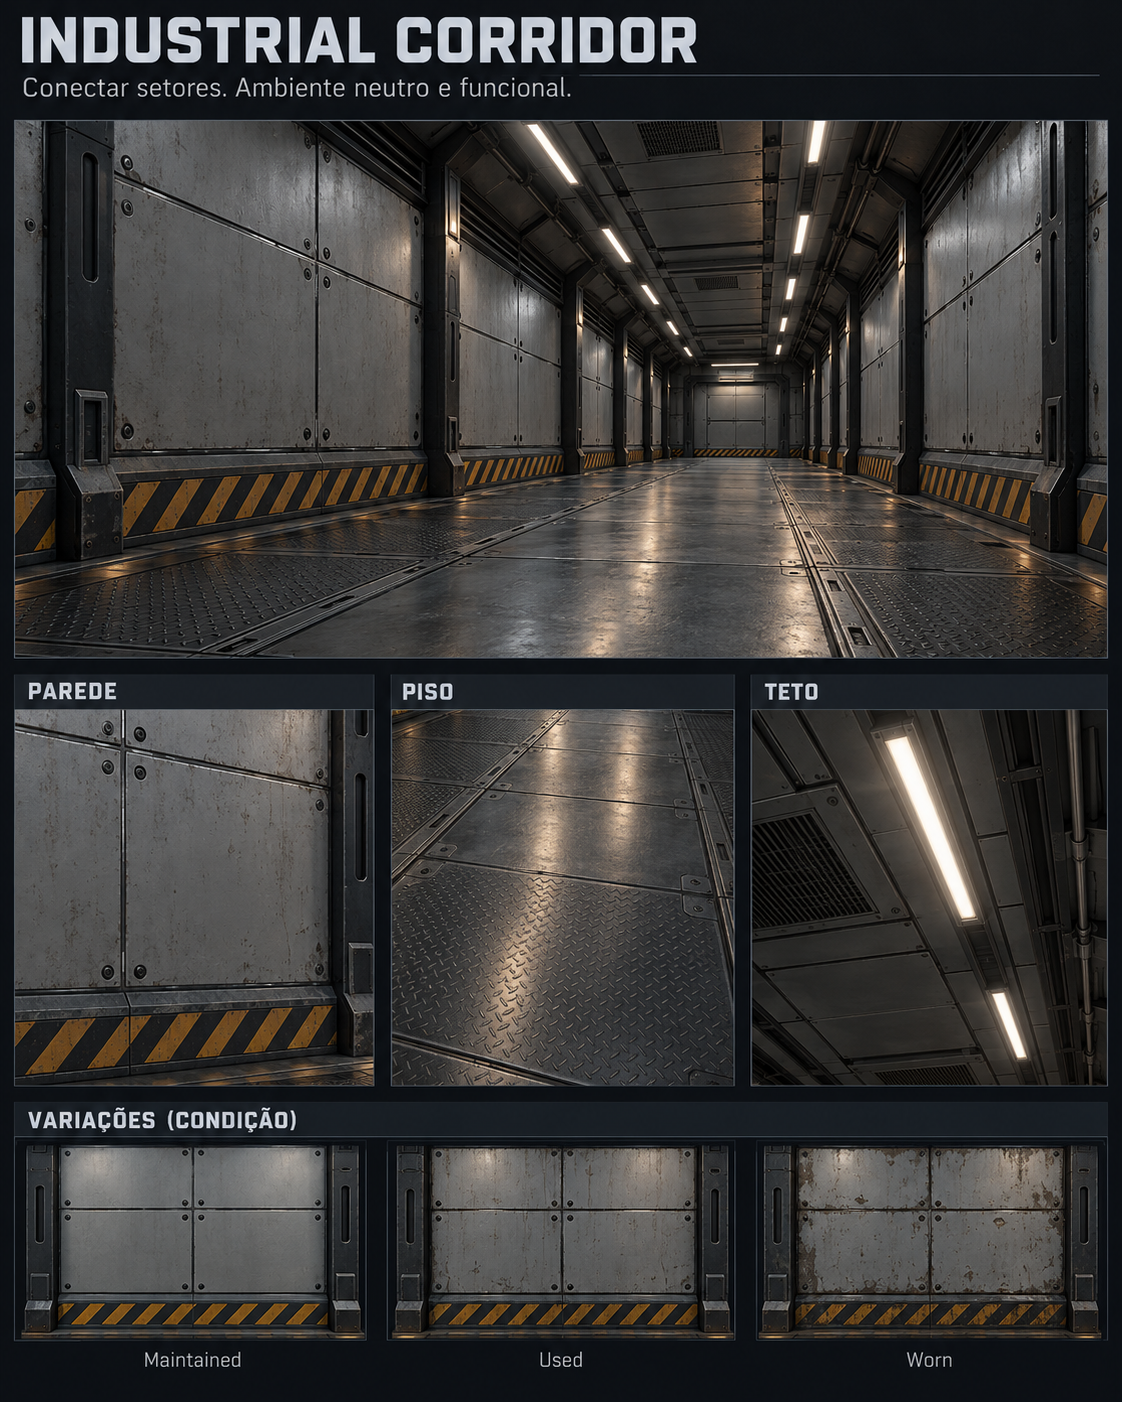 INDUSTRIAL CORRIDOR
Conectar setores. Ambiente neutro e funcional.
PAREDE
PISO
TETO
VARIAÇÕES (CONDIÇÃO)
Maintained
Used
Worn